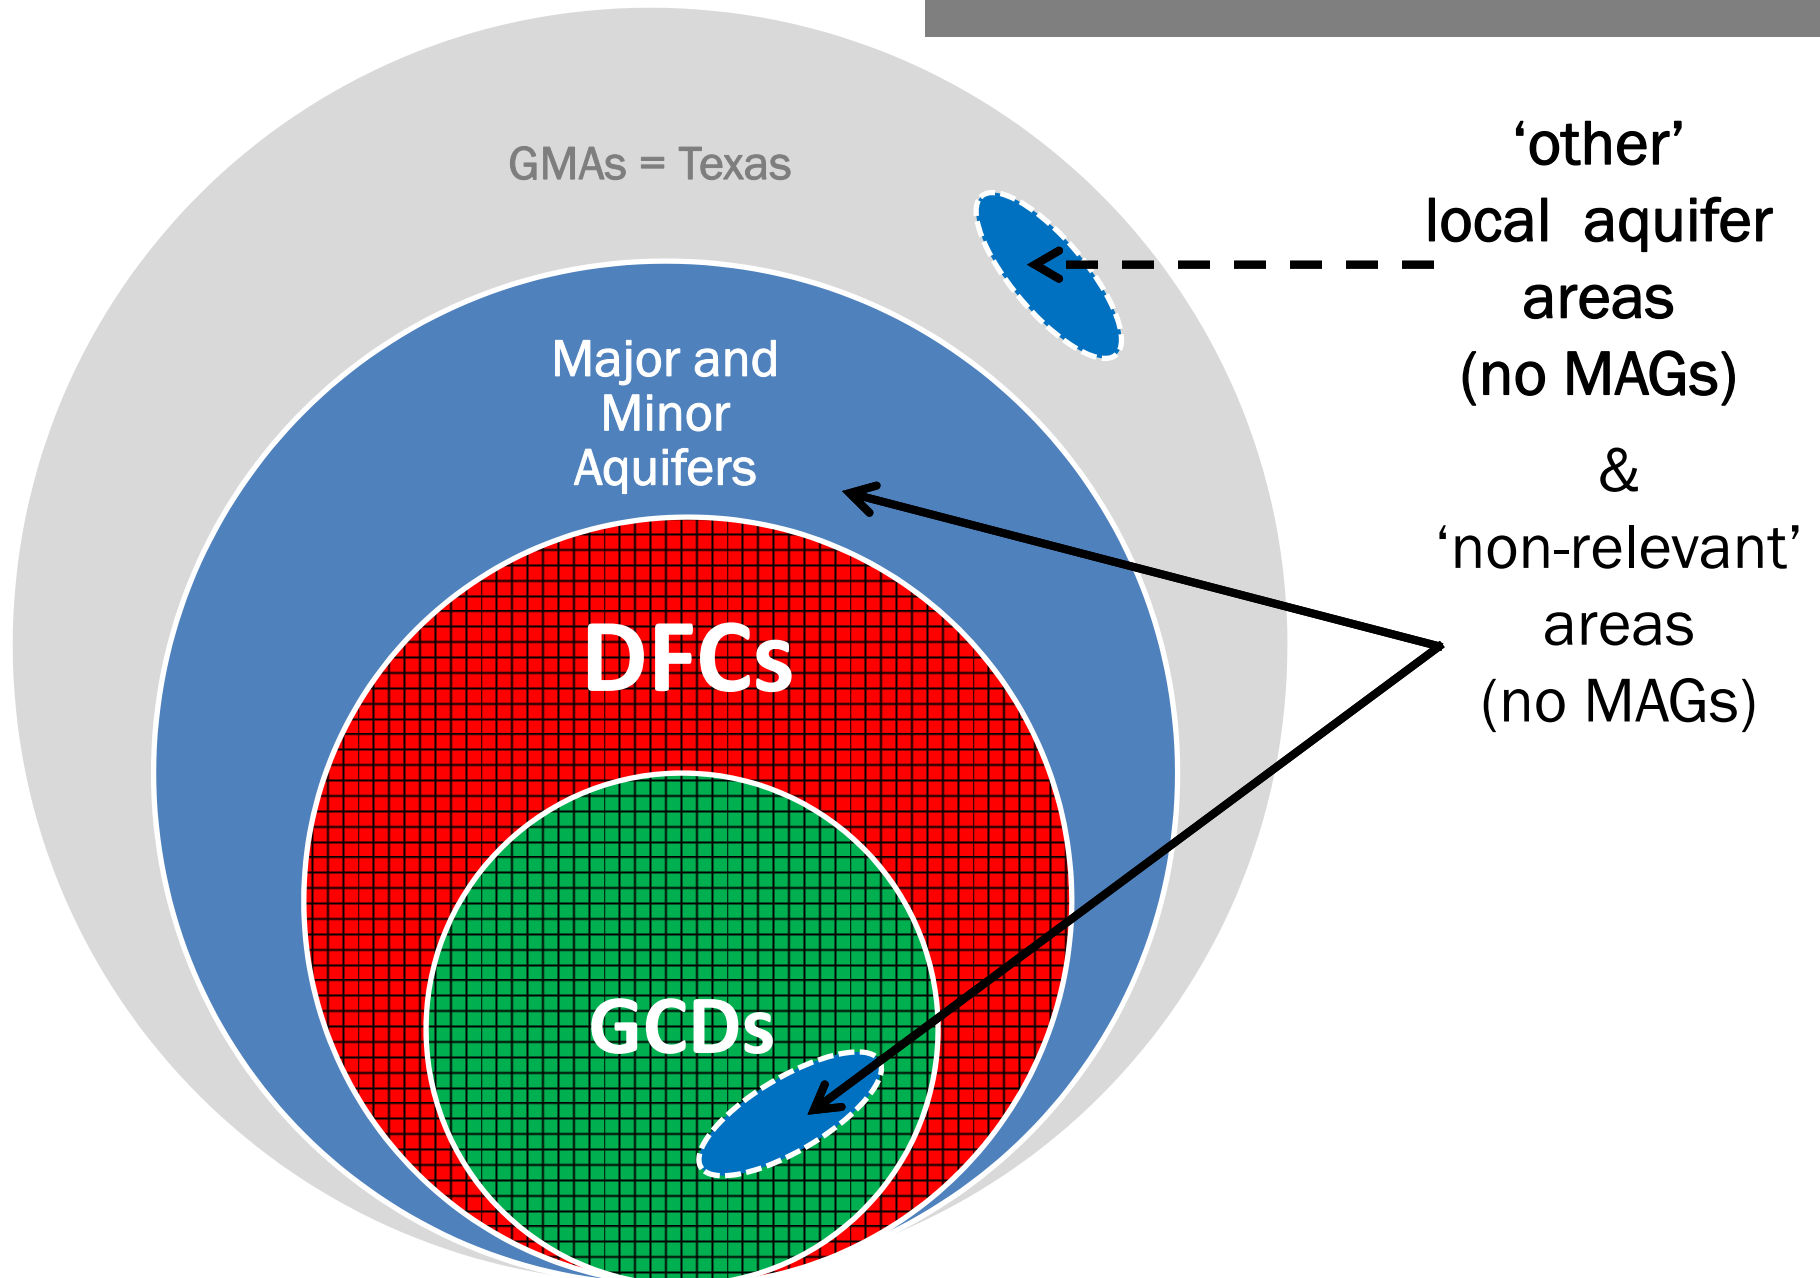 GMAs = Texas
Major and
Minor
Aquifers
DFCs
GCDs
‘other’
local aquifer
areas
(no MAGs)
&
‘non-relevant’
areas
(no MAGs)